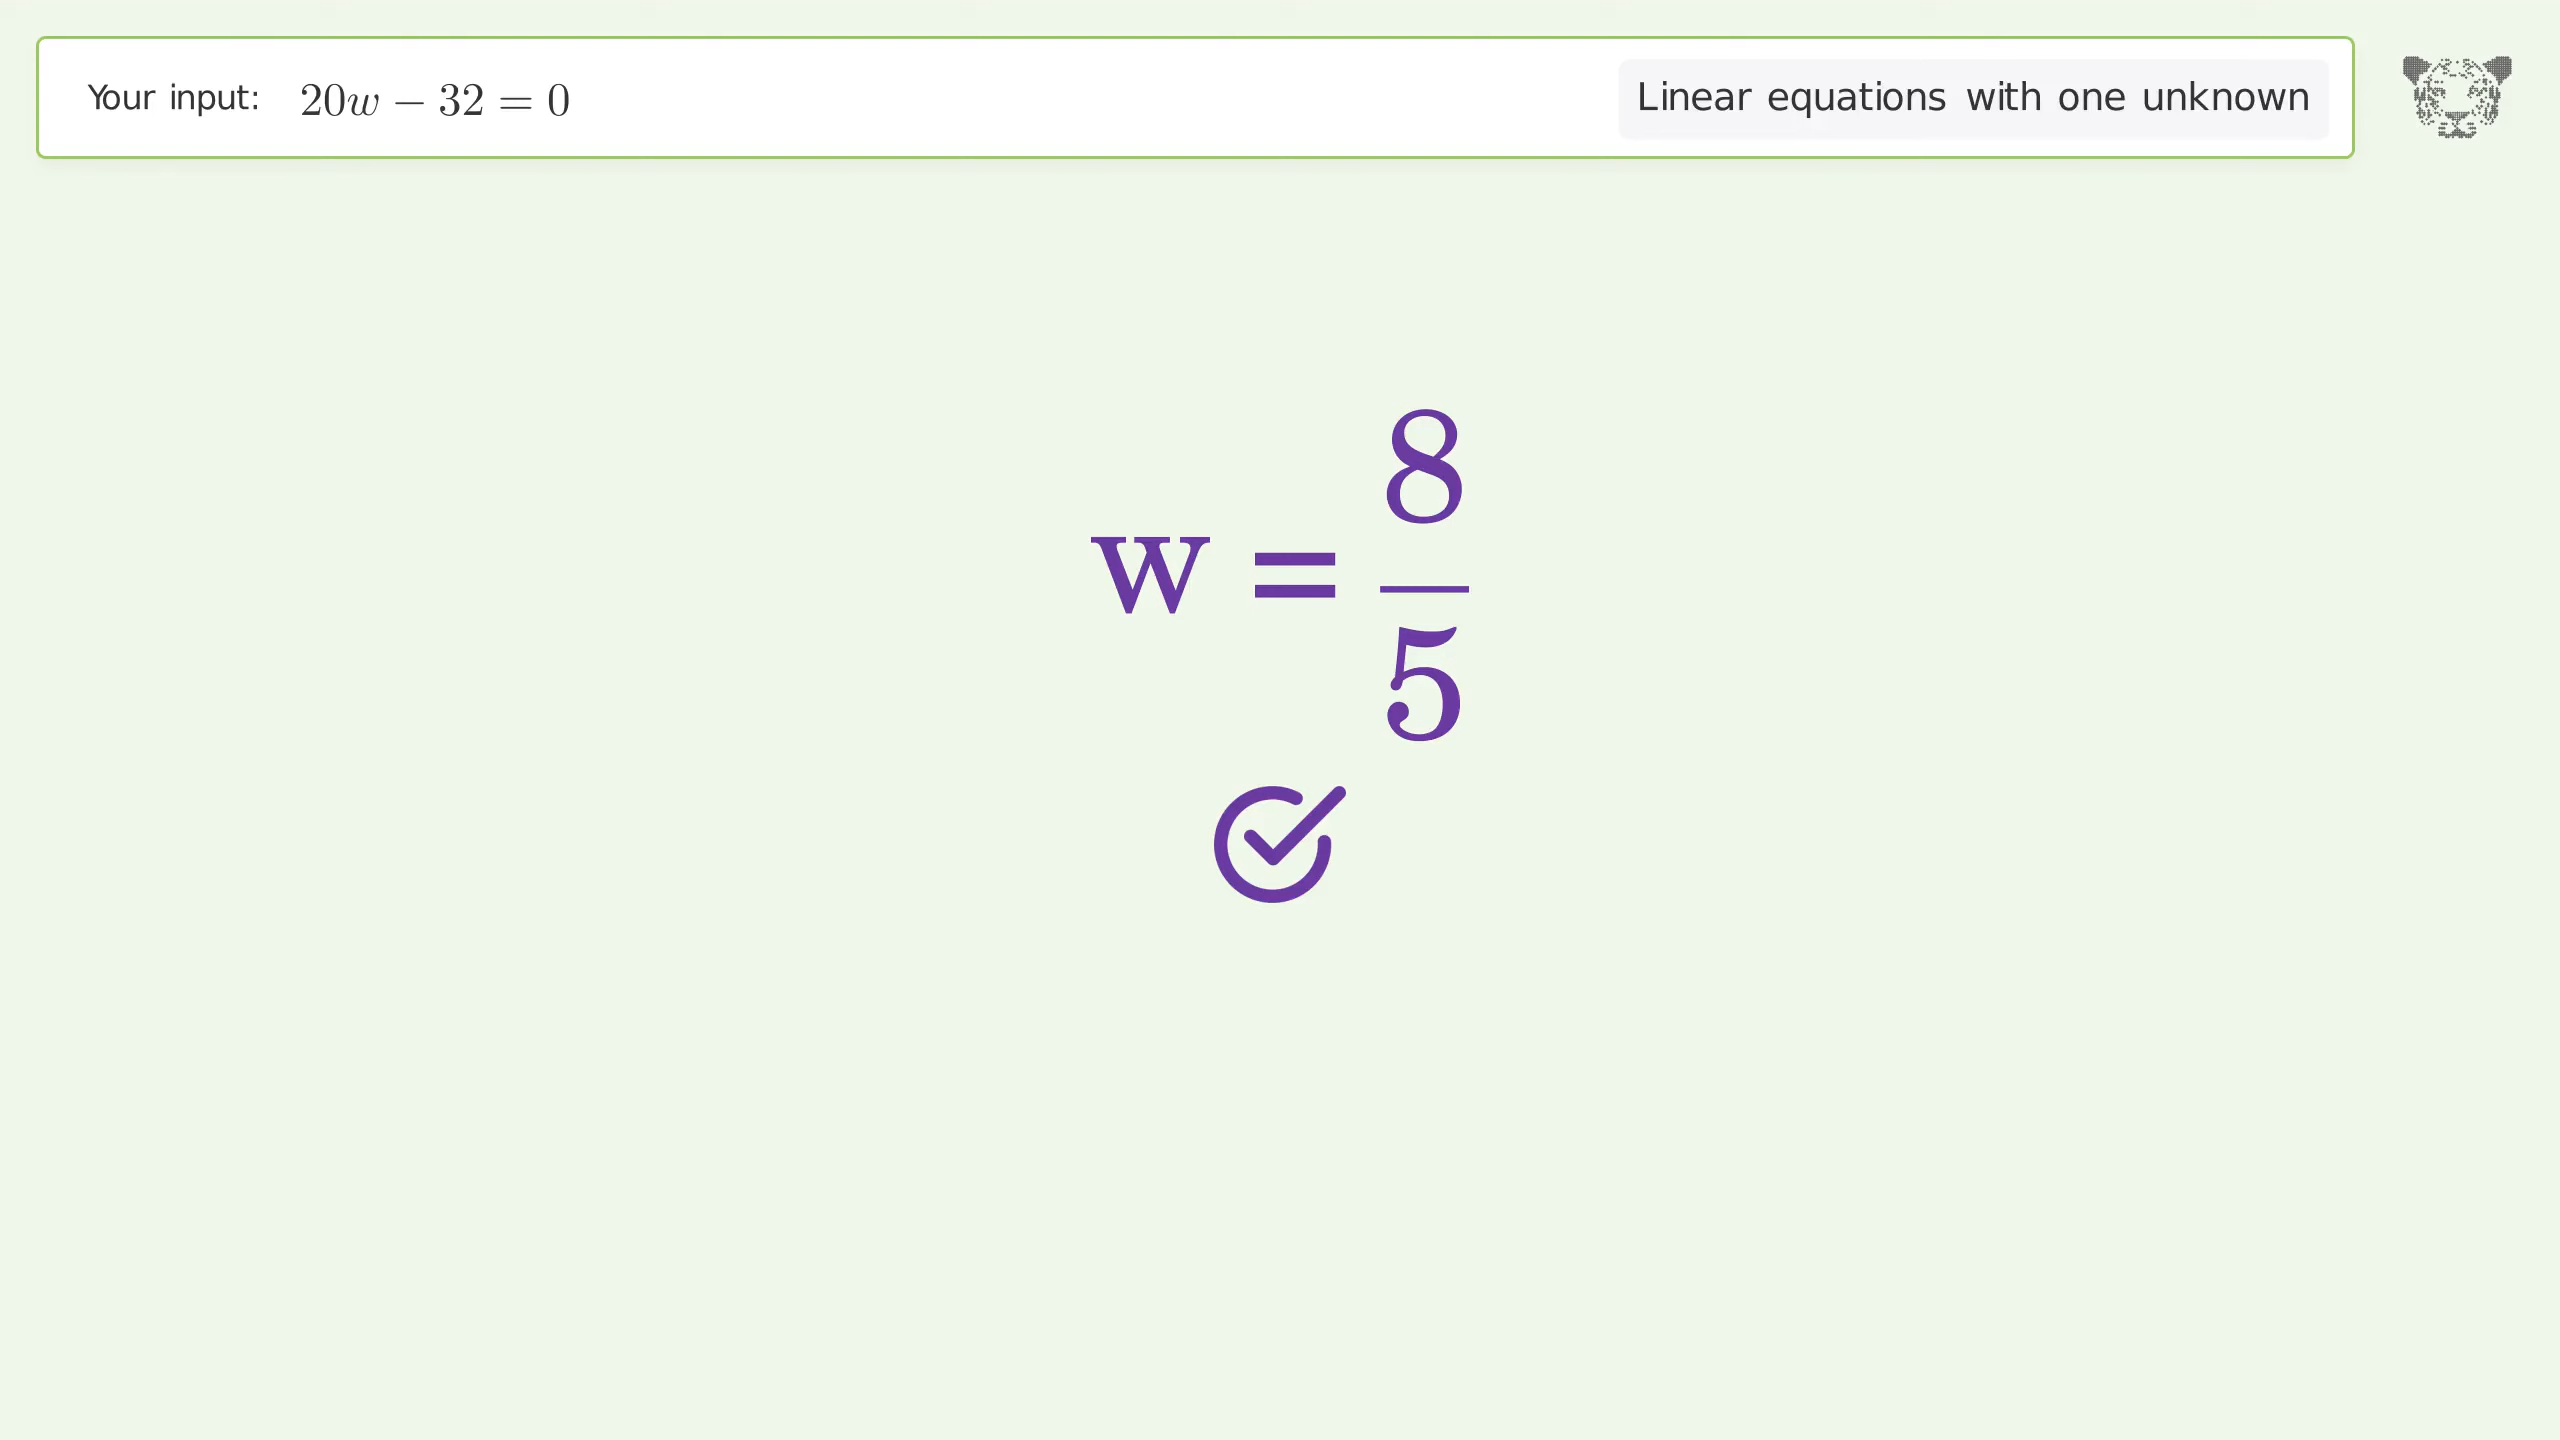 Your input: 20w − 32 = 0
Linear equations with one unknown
w = 8/5